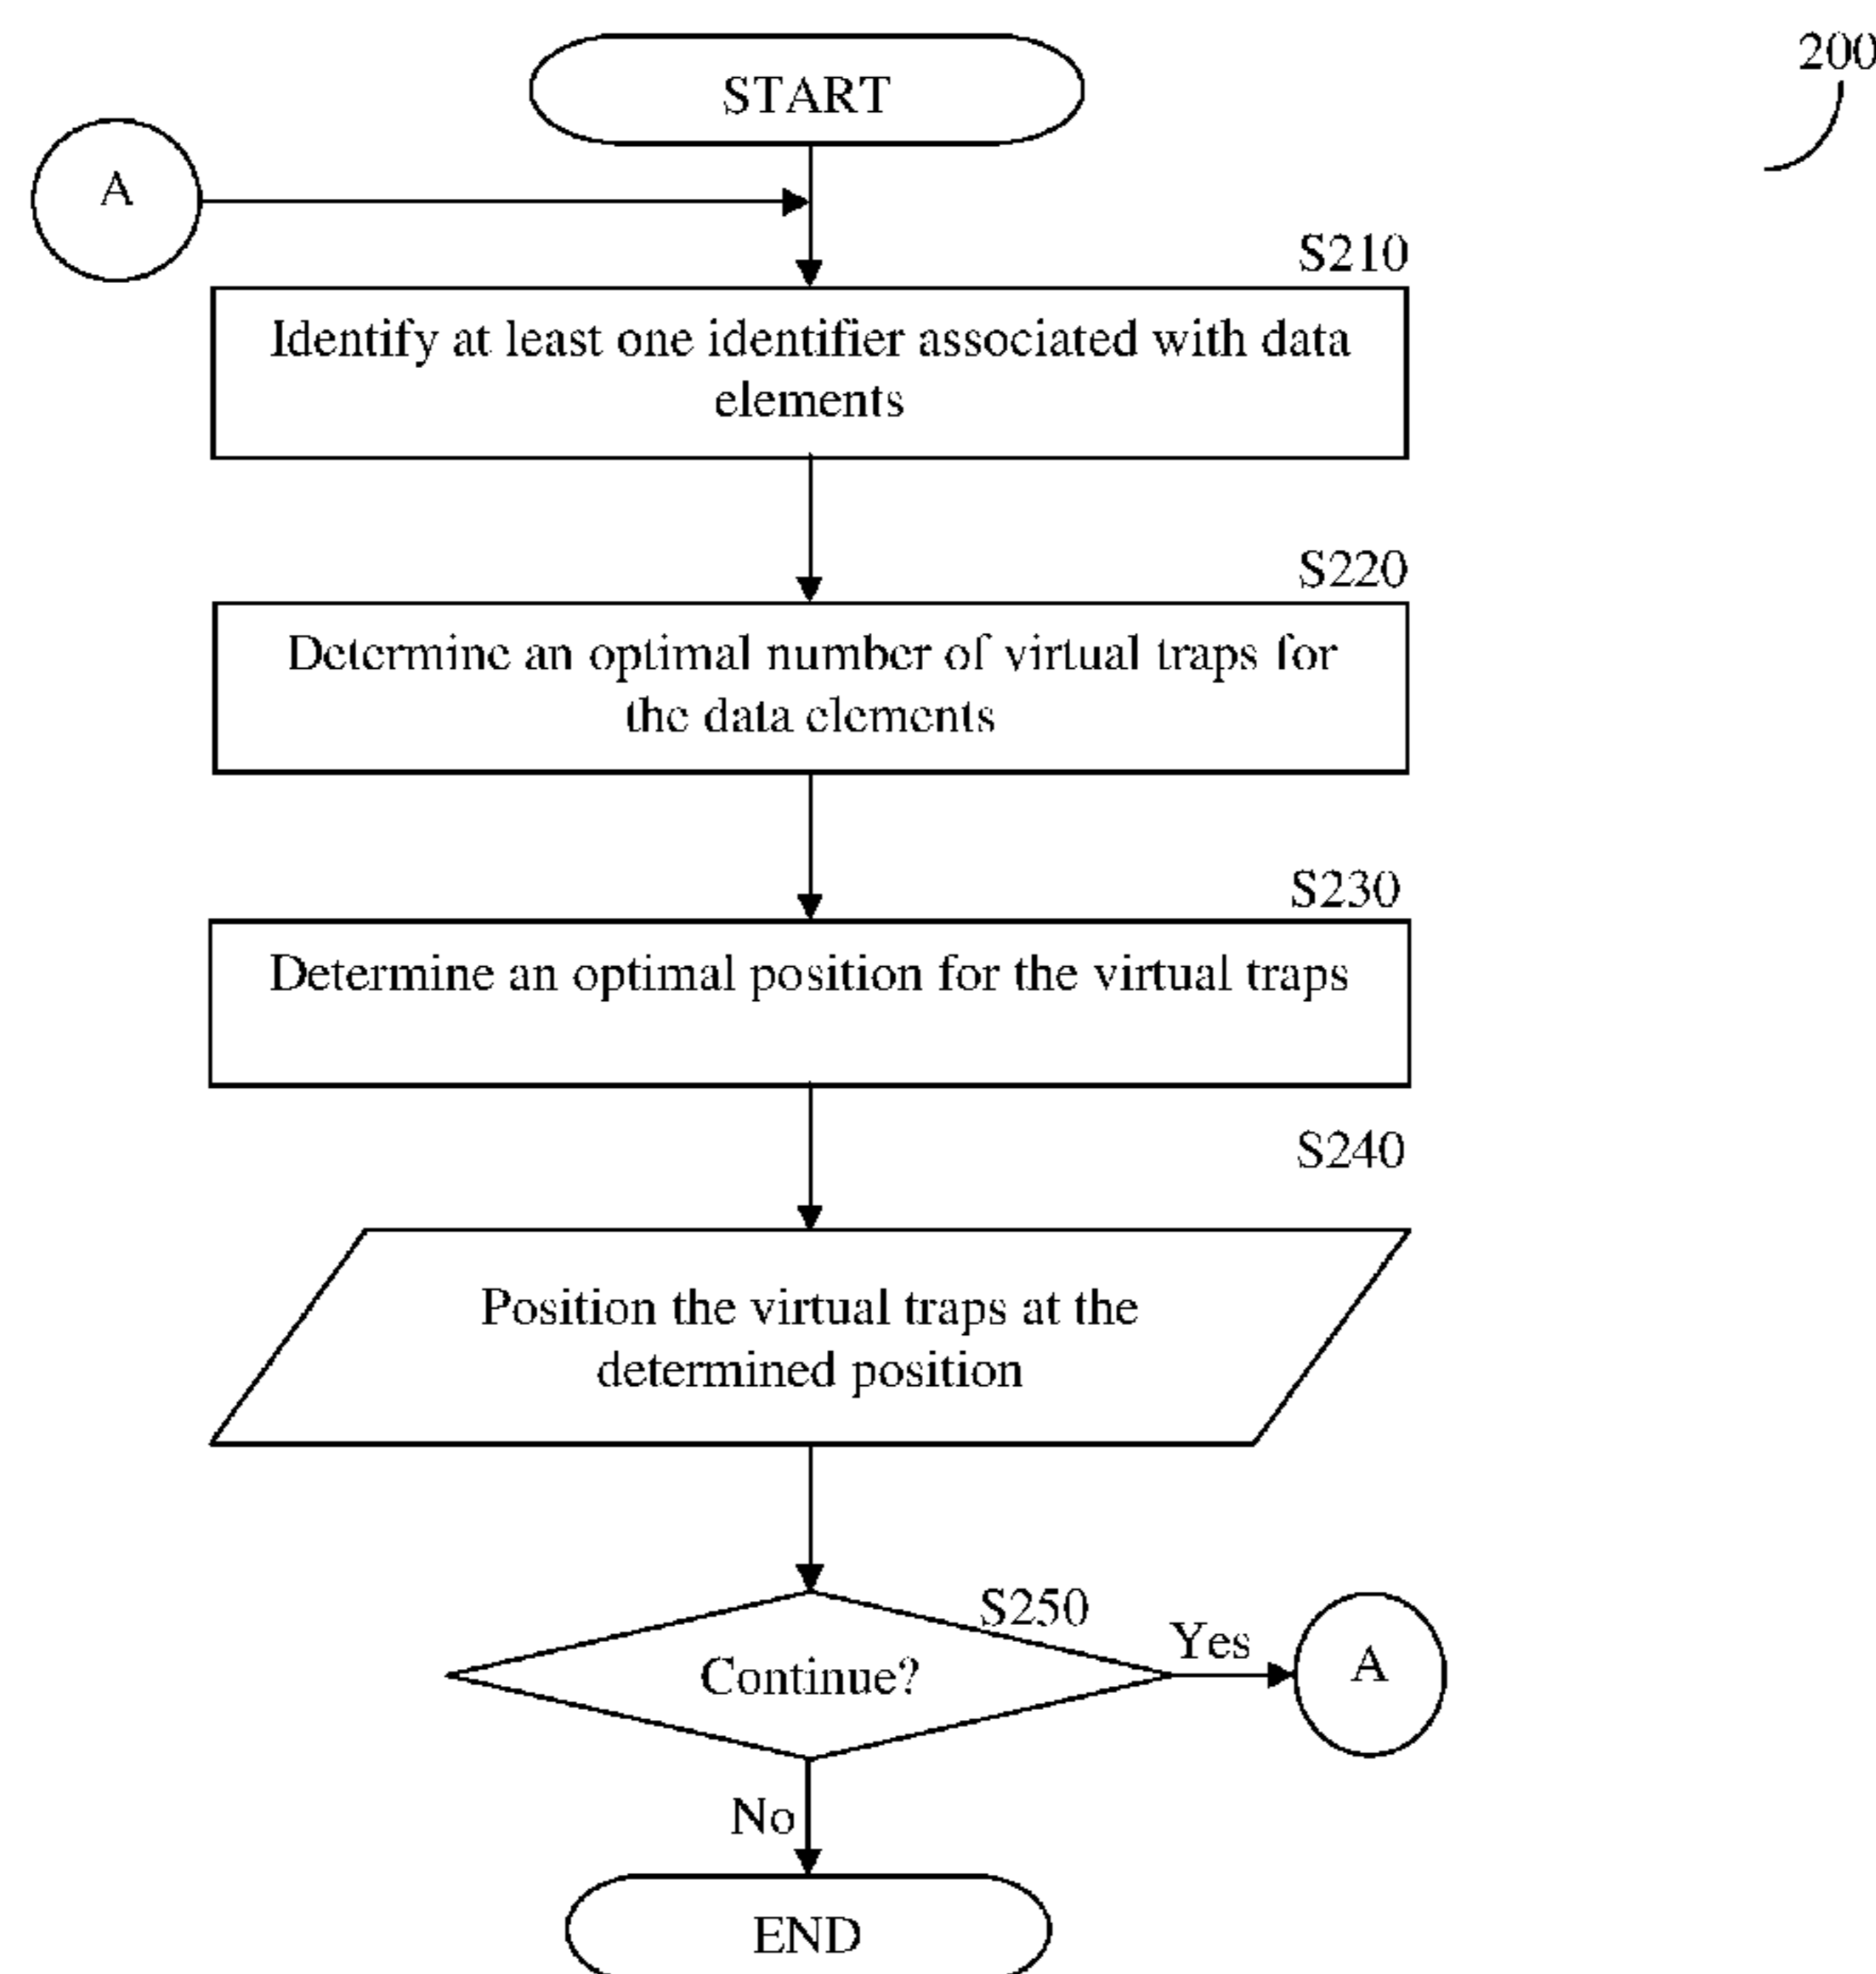 200
START
A
S210
Identify at least one identifier associated with data
elements
S220
Determine an optimal number of virtual traps for
the data elements
S230
Determine an optimal position for the virtual traps
S240
Position the virtual traps at the
determined position
S250
Continue?
Yes
A
No
END